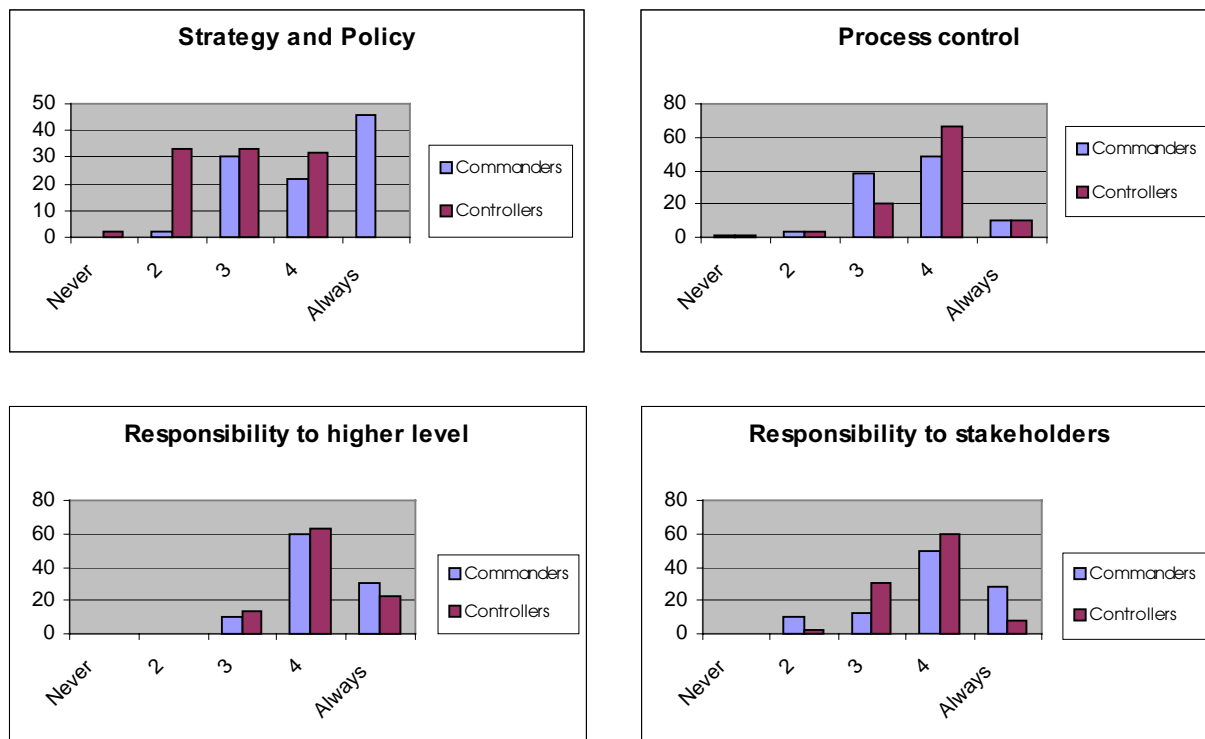 Strategy and Policy
50
40
30
20
10
0
Never
2
3
4
Always
Commanders
Controllers
Process control
80
60
40
20
0
Never
2
3
4
Always
Commanders
Controllers
Responsibility to higher level
80
60
40
20
0
Never
2
3
4
Always
Commanders
Controllers
Responsibility to stakeholders
80
60
40
20
0
Never
2
3
4
Always
Commanders
Controllers